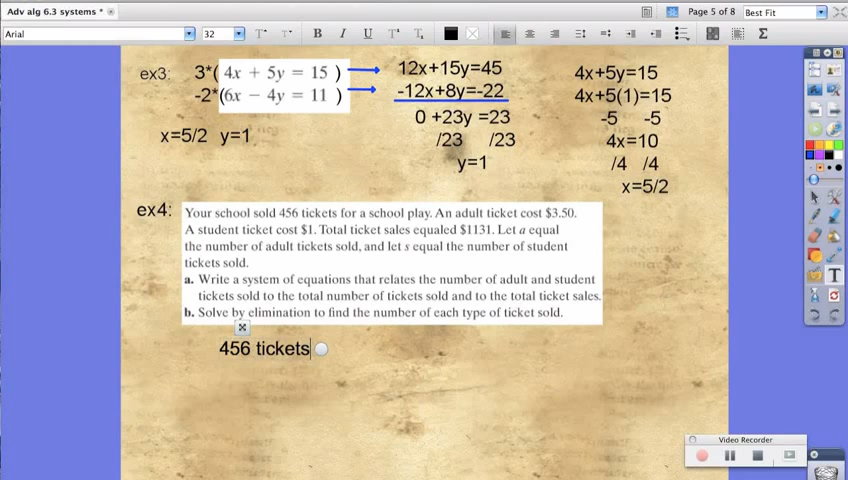 Adv alg 6.3 systems *
Page 5 of 8
Best Fit
Arial
32
B I U
ex3: 3*( 4x + 5y = 15 )
-2*(6x − 4y = 11 )
12x+15y=45
-12x+8y=-22
0 +23y =23
/23 /23
y=1
4x+5y=15
4x+5(1)=15
-5 -5
4x=10
/4 /4
x=5/2
x=5/2 y=1
ex4:
Your school sold 456 tickets for a school play. An adult ticket cost $3.50.
A student ticket cost $1. Total ticket sales equaled $1131. Let a equal
the number of adult tickets sold, and let s equal the number of student
tickets sold.
a. Write a system of equations that relates the number of adult and student
tickets sold to the total number of tickets sold and to the total ticket sales.
b. Solve by elimination to find the number of each type of ticket sold.
456 tickets
Video Recorder